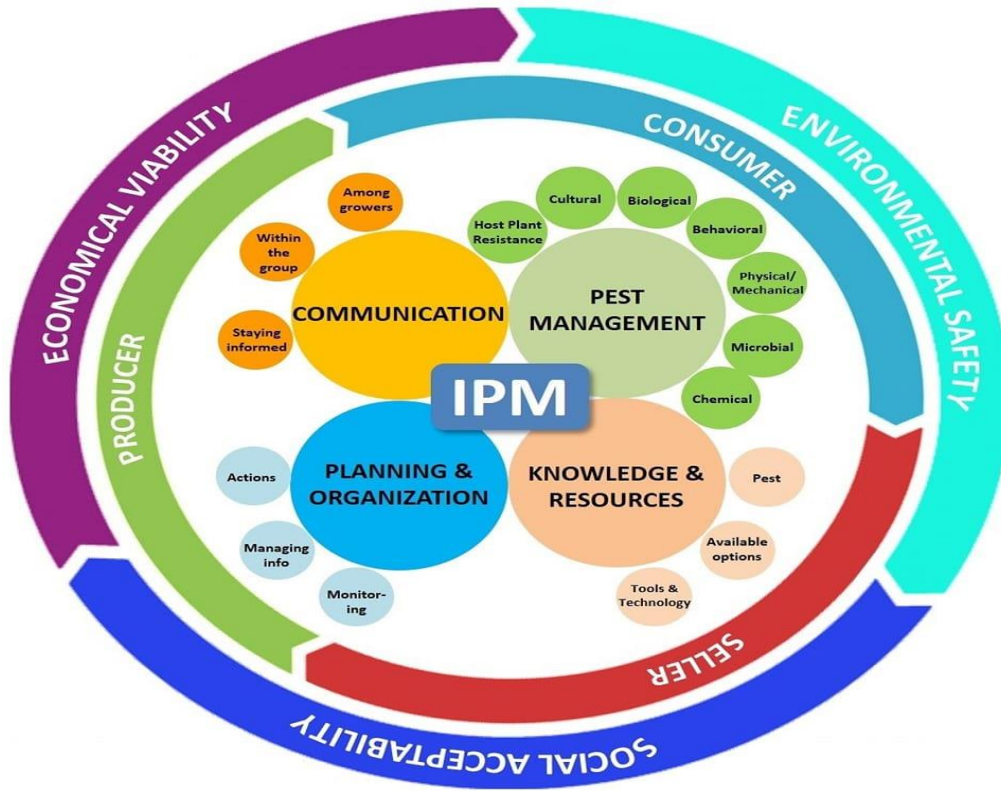 ECONOMICAL VIABILITY
ENVIRONMENTAL SAFETY
SOCIAL ACCEPTABILITY
PRODUCER
CONSUMER
SELLER
Among
growers
Within
the
group
Staying
informed
COMMUNICATION
Host Plant
Resistance
Cultural
Biological
Behavioral
Physical/
Mechanical
Microbial
Chemical
PEST
MANAGEMENT
IPM
PLANNING &
ORGANIZATION
Actions
Managing
info
Monitor-
ing
KNOWLEDGE &
RESOURCES
Pest
Available
options
Tools &
Technology